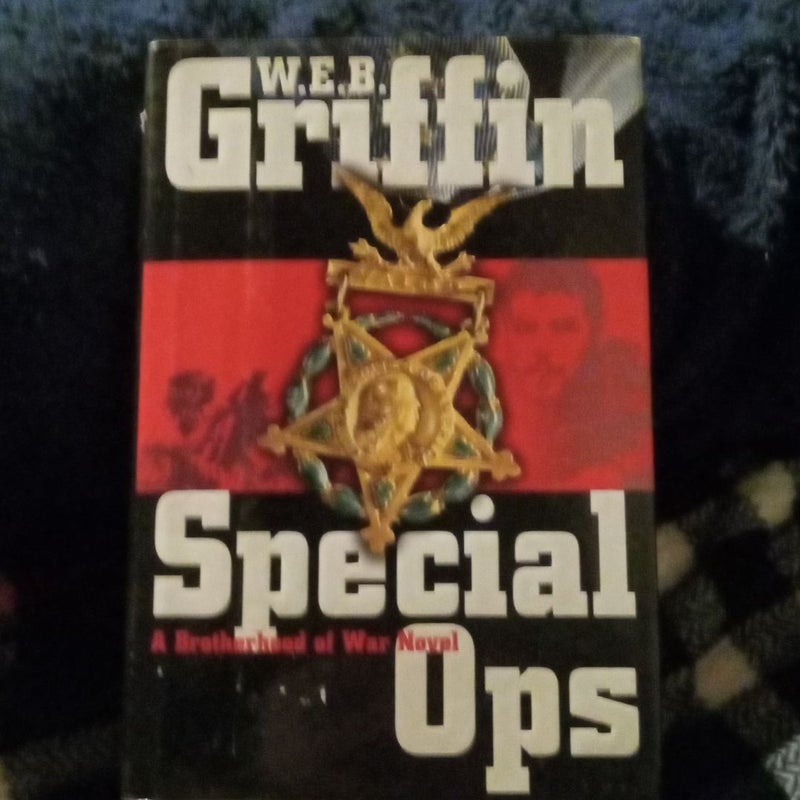 W.E.B.
Griffin
Special
A Brotherhood of War Novel
Ops